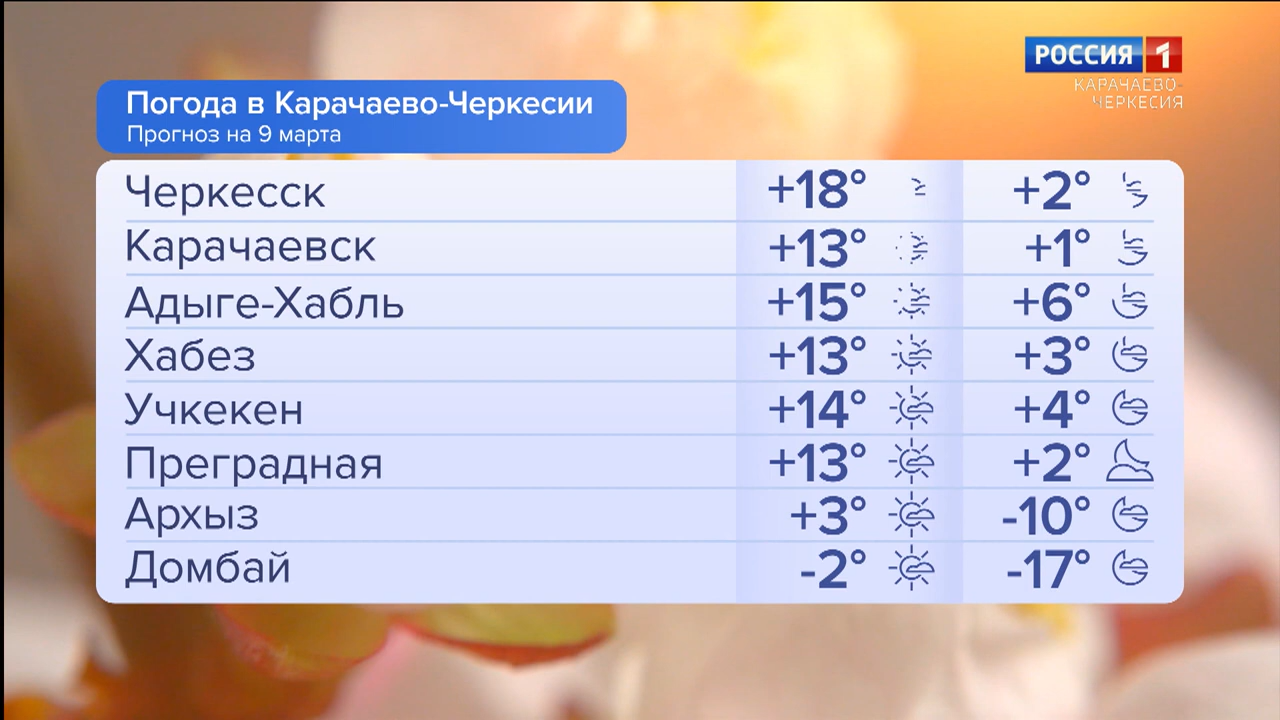 РОССИЯ 1
КАРАЧАЕВО-
ЧЕРКЕСИЯ
Погода в Карачаево-Черкесии
Прогноз на 9 марта
Черкесск +18° +2°
Карачаевск +13° +1°
Адыге-Хабль +15° +6°
Хабез +13° +3°
Учкекен +14° +4°
Преградная +13° +2°
Архыз +3° -10°
Домбай -2° -17°